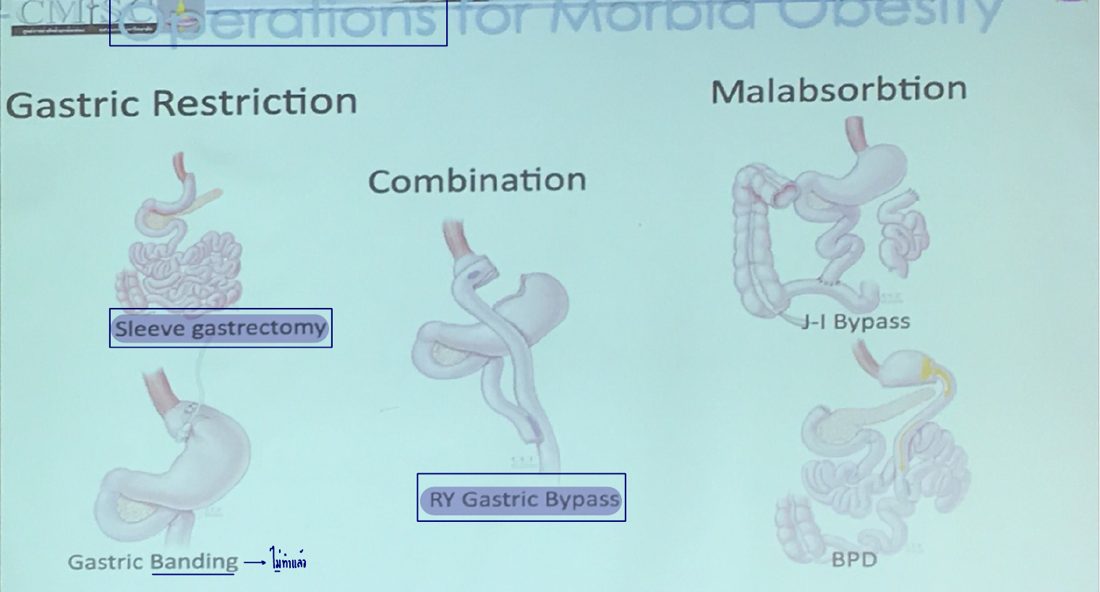 CMTSC
Operations for Morbid Obesity
Gastric Restriction
Malabsorbtion
Combination
Sleeve gastrectomy
J-I Bypass
RY Gastric Bypass
Gastric Banding → ไม่ทำแล้ว
BPD